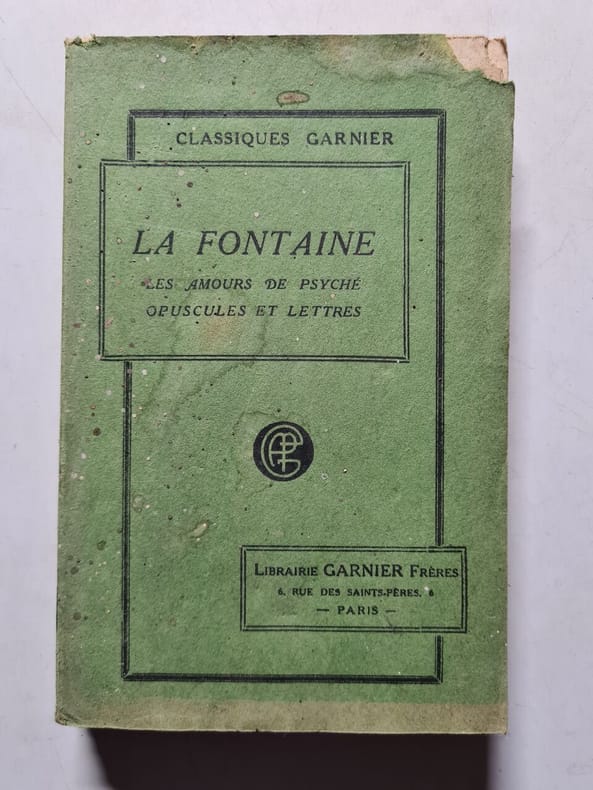 CLASSIQUES GARNIER
LA FONTAINE
LES AMOURS DE PSYCHÉ
OPUSCULES ET LETTRES
LIBRAIRIE GARNIER FRÈRES
6, RUE DES SAINTS-PÈRES, 6
— PARIS —